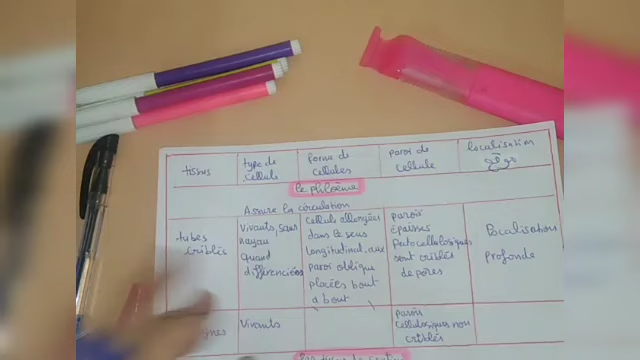 tissus
type de cellule
forme de cellules
paroi de cellule
localisation
le phloème
Assure la circulation
tubes criblés
Vivants, sans
noyau
quand
différenciées
cellule allongées
dans le sens
longitudinal, avec
paroi oblique
placées bout
à bout
parois
épaisses
Pectocellulosiques
sont criblés
de pores
localisation
profonde
Vivants
parois
cellulosiques non
criblés